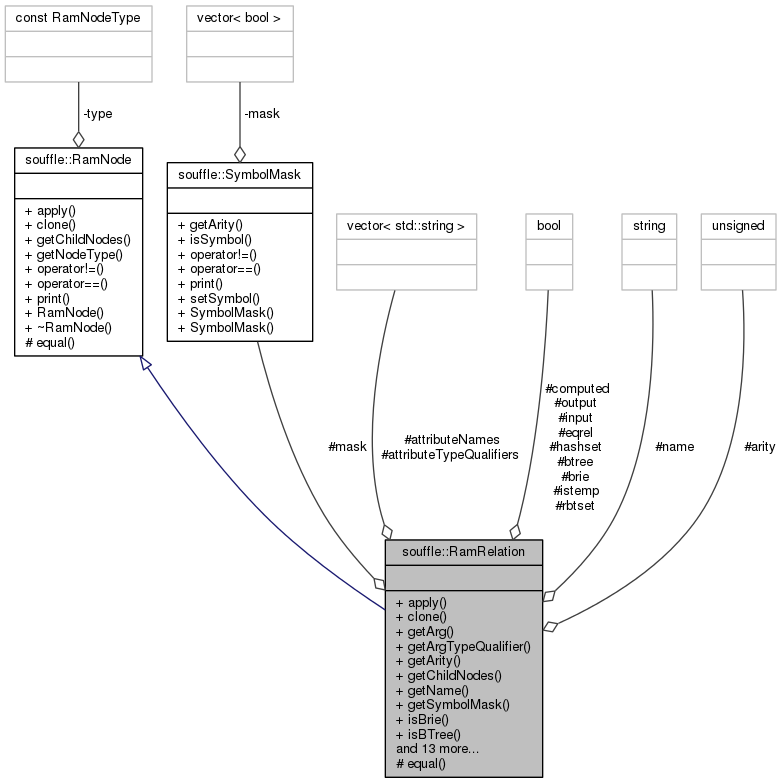 const RamNodeType
vector< bool >
-type
-mask
souffle::RamNode
+ apply()
+ clone()
+ getChildNodes()
+ getNodeType()
+ operator!=()
+ operator==()
+ print()
+ RamNode()
+ ~RamNode()
# equal()
souffle::SymbolMask
+ getArity()
+ isSymbol()
+ operator!=()
+ operator==()
+ print()
+ setSymbol()
+ SymbolMask()
+ SymbolMask()
vector< std::string >
bool
string
unsigned
#mask
#attributeNames
#attributeTypeQualifiers
#computed
#output
#input
#eqrel
#hashset
#btree
#brie
#istemp
#rbtset
#name
#arity
souffle::RamRelation
+ apply()
+ clone()
+ getArg()
+ getArgTypeQualifier()
+ getArity()
+ getChildNodes()
+ getName()
+ getSymbolMask()
+ isBrie()
+ isBTree()
and 13 more...
# equal()